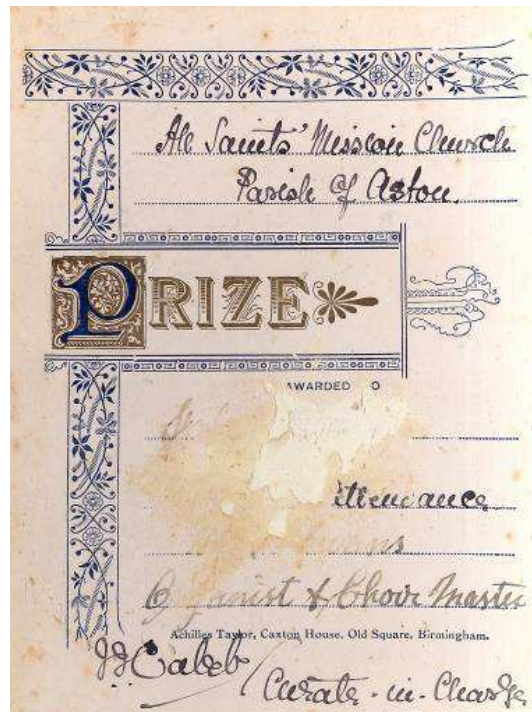 All Saints' Mission Church
Parish of Aston.
PRIZE
AWARDED TO
Attendance
Organist & Choir Master
Achilles Taylor, Caxton House, Old Square, Birmingham.
Curate-in-Charge